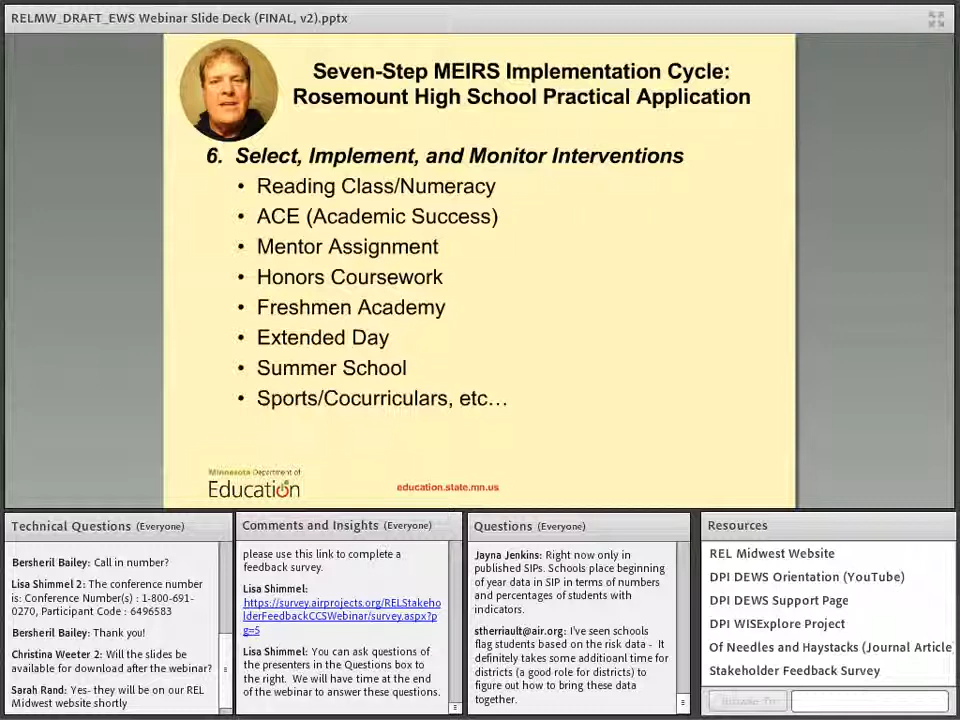 RELMW_DRAFT_EWS Webinar Slide Deck (FINAL, v2).pptx
Seven-Step MEIRS Implementation Cycle:
Rosemount High School Practical Application
6. Select, Implement, and Monitor Interventions
• Reading Class/Numeracy
• ACE (Academic Success)
• Mentor Assignment
• Honors Coursework
• Freshmen Academy
• Extended Day
• Summer School
• Sports/Cocurriculars, etc…
Minnesota Department of
Education
education.state.mn.us
Technical Questions (Everyone)
Bersheril Bailey: Call in number?
Lisa Shimmel 2: The conference number
is: Conference Number(s) : 1-800-691-
0270, Participant Code : 6496583
Bersheril Bailey: Thank you!
Christina Weeter 2: Will the slides be
available for download after the webinar?
Sarah Rand: Yes- they will be on our REL
Midwest website shortly
Comments and Insights (Everyone)
please use this link to complete a
feedback survey.
Lisa Shimmel:
https://survey.airprojects.org/RELStakeho
lderFeedbackCCSWebinar/survey.aspx?p
g=5
Lisa Shimmel: You can ask questions of
the presenters in the Questions box to
the right. We will have time at the end
of the webinar to answer these questions.
Questions (Everyone)
Jayna Jenkins: Right now only in
published SIPs. Schools place beginning
of year data in SIP in terms of numbers
and percentages of students with
indicators.
stherriault@air.org: I've seen schools
flag students based on the risk data - It
definitely takes some additioanl time for
districts (a good role for districts) to
figure out how to bring these data
together.
Resources
REL Midwest Website
DPI DEWS Orientation (YouTube)
DPI DEWS Support Page
DPI WISExplore Project
Of Needles and Haystacks (Journal Article
Stakeholder Feedback Survey
Browse To